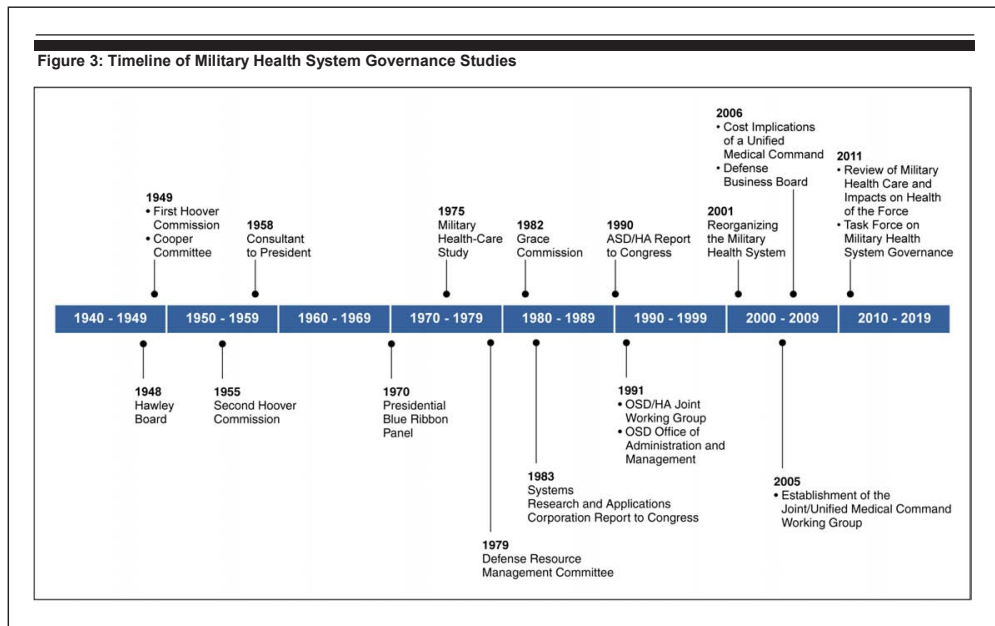 Figure 3: Timeline of Military Health System Governance Studies
2006
• Cost Implications
of a Unified
Medical Command
• Defense
Business Board
2011
• Review of Military
Health Care and
Impacts on Health
of the Force
• Task Force on
Military Health
System Governance
1949
• First Hoover
Commission
• Cooper
Committee
1958
Consultant
to President
1975
Military
Health-Care
Study
1982
Grace
Commission
1990
ASD/HA Report
to Congress
2001
Reorganizing
the Military
Health System
1940 - 1949
1950 - 1959
1960 - 1969
1970 - 1979
1980 - 1989
1990 - 1999
2000 - 2009
2010 - 2019
1948
Hawley
Board
1955
Second Hoover
Commission
1970
Presidential
Blue Ribbon
Panel
1979
Defense Resource
Management Committee
1983
Systems
Research and Applications
Corporation Report to Congress
1991
• OSD/HA Joint
Working Group
• OSD Office of
Administration and
Management
2005
• Establishment of the
Joint/Unified Medical Command
Working Group